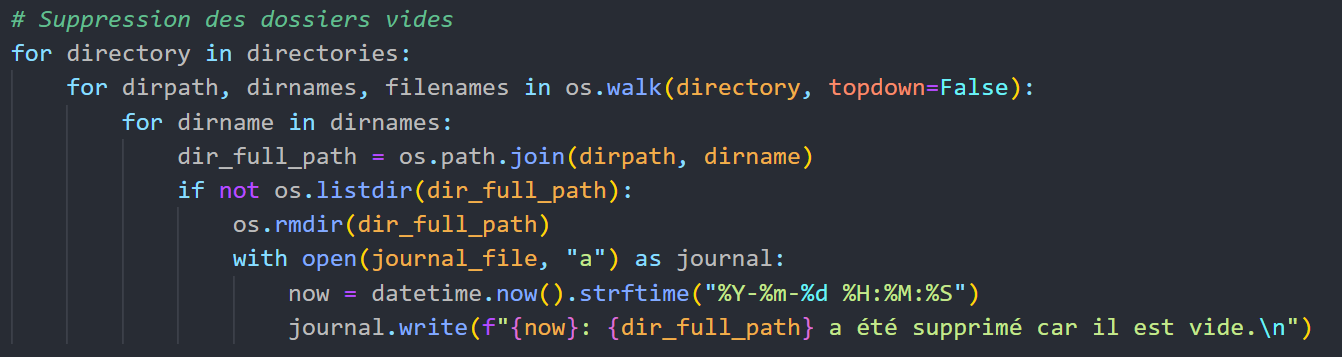 # Suppression des dossiers vides
for directory in directories:
    for dirpath, dirnames, filenames in os.walk(directory, topdown=False):
        for dirname in dirnames:
            dir_full_path = os.path.join(dirpath, dirname)
            if not os.listdir(dir_full_path):
                os.rmdir(dir_full_path)
                with open(journal_file, "a") as journal:
                    now = datetime.now().strftime("%Y-%m-%d %H:%M:%S")
                    journal.write(f"{now}: {dir_full_path} a été supprimé car il est vide.\n")